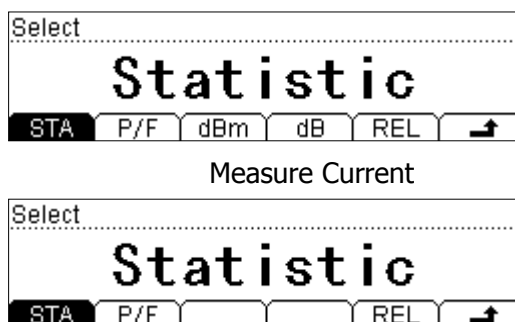 Select
Statistic
STA P/F dBm dB REL
Measure Current
Select
Statistic
STA P/F REL